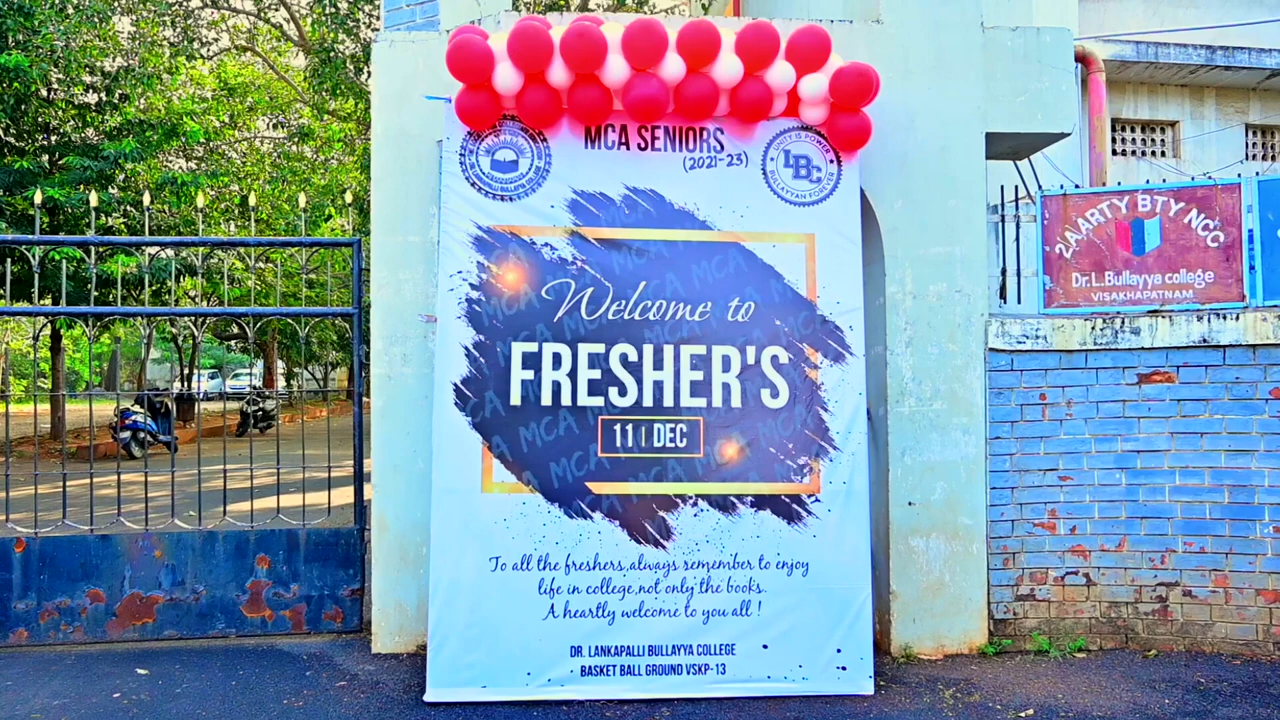 MCA SENIORS
(2021-23)
UNITY IS POWER
LBC
BULLAYYAN FOREVER
Welcome to
FRESHER'S
11 | DEC
To all the freshers,always remember to enjoy
life in college,not only the books.
A heartly welcome to you all !
DR. LANKAPALLI BULLAYYA COLLEGE
BASKET BALL GROUND VSKP-13
2/A ARTY BTY NCC
Dr.L.Bullayya college
VISAKHAPATNAM